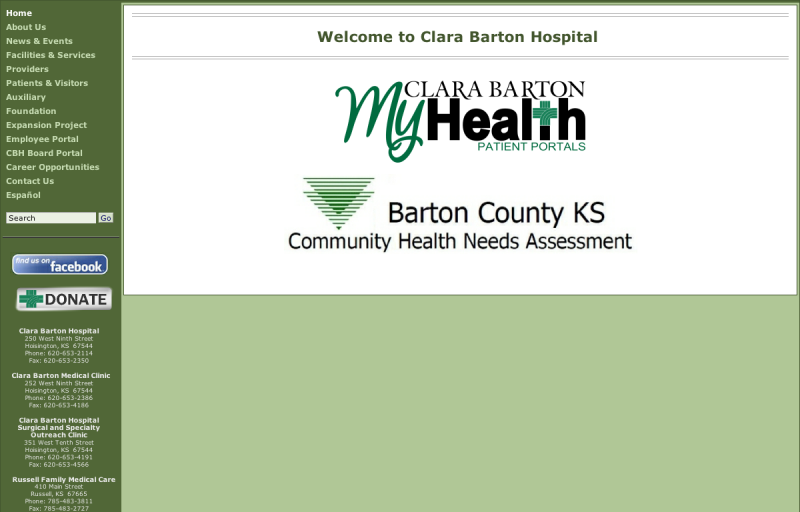 Home
About Us
News & Events
Facilities & Services
Providers
Patients & Visitors
Auxiliary
Foundation
Expansion Project
Employee Portal
CBH Board Portal
Career Opportunities
Contact Us
Español
Search Go
find us on
facebook
DONATE
Clara Barton Hospital
250 West Ninth Street
Hoisington, KS 67544
Phone: 620-653-2114
Fax: 620-653-2350
Clara Barton Medical Clinic
252 West Ninth Street
Hoisington, KS 67544
Phone: 620-653-2386
Fax: 620-653-4186
Clara Barton Hospital
Surgical and Specialty
Outreach Clinic
351 West Tenth Street
Hoisington, KS 67544
Phone: 620-653-4191
Fax: 620-653-4566
Russell Family Medical Care
410 Main Street
Russell, KS 67665
Phone: 785-483-3811
Fax: 785-483-2727
Welcome to Clara Barton Hospital
CLARA BARTON
MyHealth
PATIENT PORTALS
Barton County KS
Community Health Needs Assessment